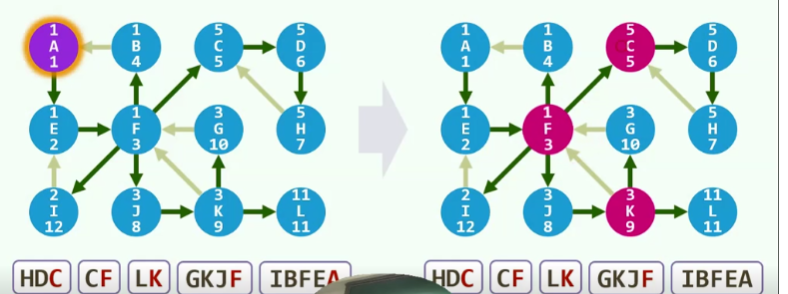 1 A 1
1 B 4
5 C 5
5 D 6
1 E 2
1 F 3
3 G 10
5 H 7
2 I 12
3 J 8
3 K 9
11 L 11
HDC CF LK GKJF IBFEA
1 A 1
1 B 4
5 C 5
5 D 6
1 E 2
1 F 3
3 G 10
5 H 7
2 I 12
3 J 8
3 K 9
11 L 11
HDC CF LK GKJF IBFEA